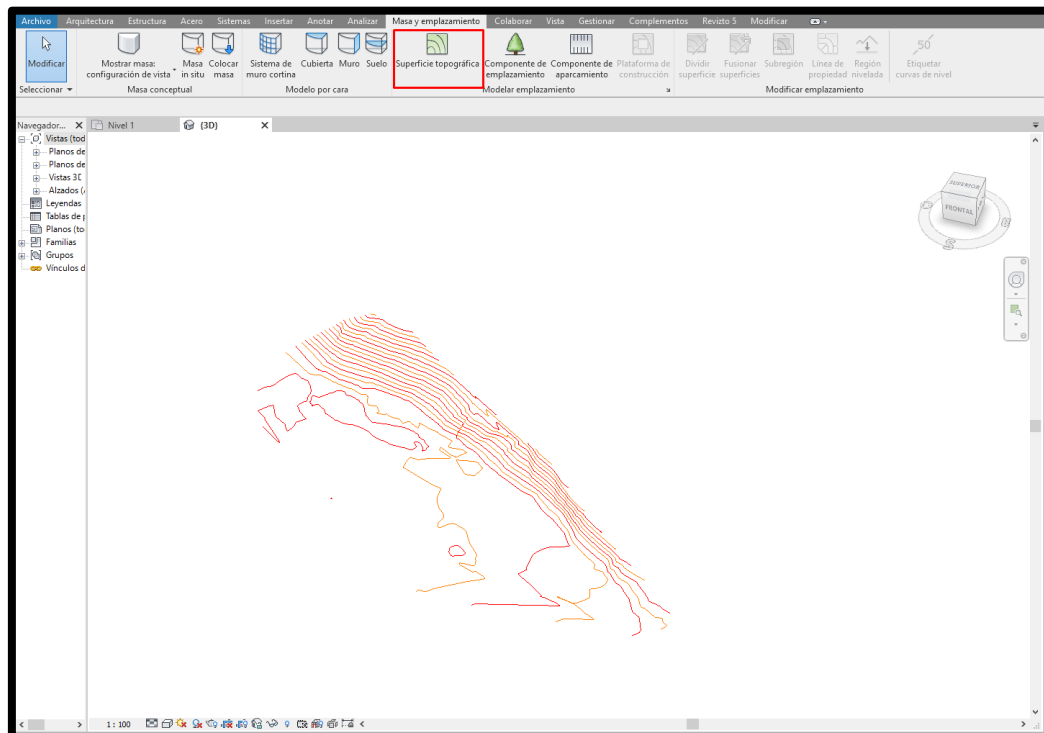 Archivo Arquitectura Estructura Acero Sistemas Insertar Anotar Analizar Masa y emplazamiento Colaborar Vista Gestionar Complementos Revizto 5 Modificar
Modificar Mostrar masa: Masa Colocar Sistema de Cubierta Muro Suelo Superficie topográfica Componente de Componente de Plataforma de Dividir Fusionar Subregión Línea de Región Etiquetar
configuración de vista in situ masa muro cortina emplazamiento aparcamiento construcción superficie superficies propiedad nivelada curvas de nivel
Seleccionar Masa conceptual Modelo por cara Modelar emplazamiento Modificar emplazamiento
Navegador... Nivel 1 {3D}
Vistas (tod
Planos de
Planos de
Vistas 3D
Alzados (
Leyendas
Tablas de p
Planos (to
Familias
Grupos
Vínculos d
SUPERIOR
FRONTAL
S
1 : 100